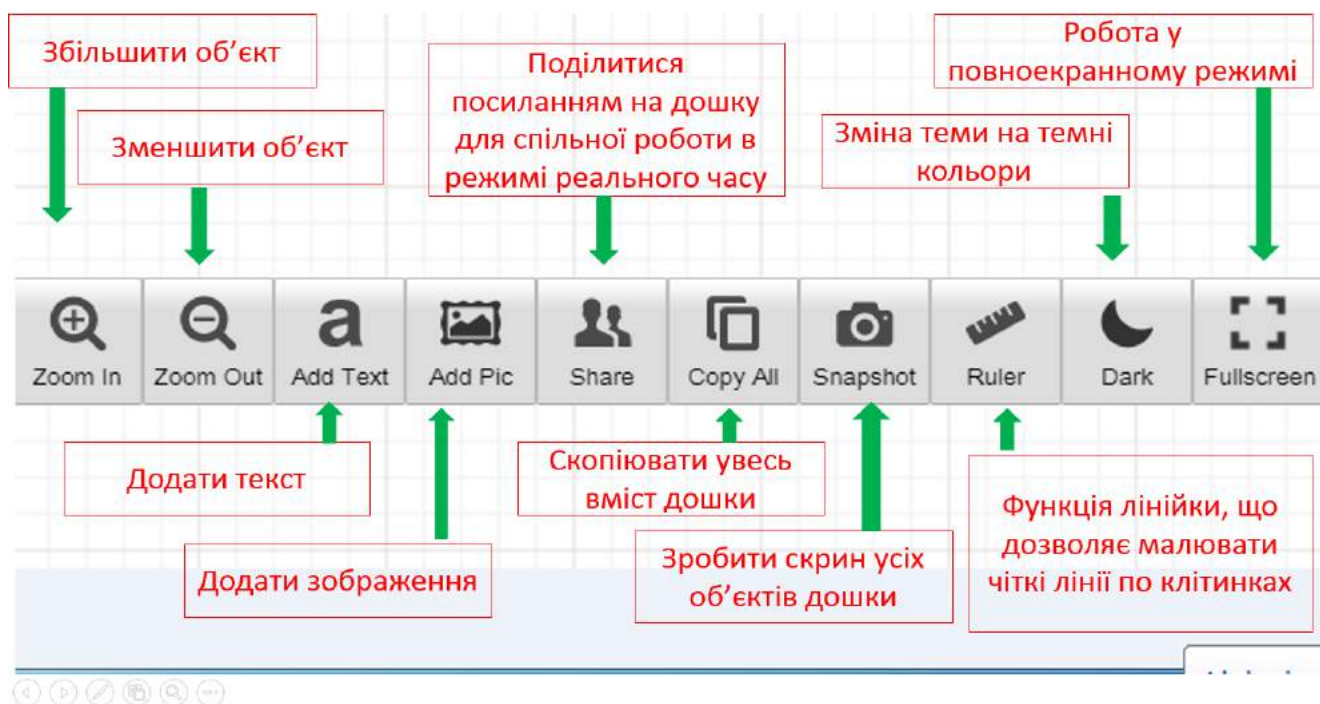 Збільшити об’єкт
Зменшити об’єкт
Поділитися
посиланням на дошку
для спільної роботи в
режимі реального часу
Зміна теми на темні
кольори
Робота у
повноекранному режимі
Zoom In
Zoom Out
Add Text
Add Pic
Share
Copy All
Snapshot
Ruler
Dark
Fullscreen
Додати текст
Додати зображення
Скопіювати увесь
вміст дошки
Зробити скрин усіх
об’єктів дошки
Функція лінійки, що
дозволяє малювати
чіткі лінії по клітинках